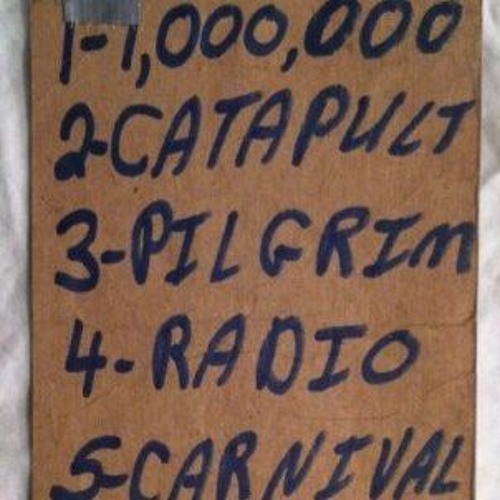 1-1,000,000
2-CATAPULT
3-PILGRIM
4-RADIO
5-CARNIVAL